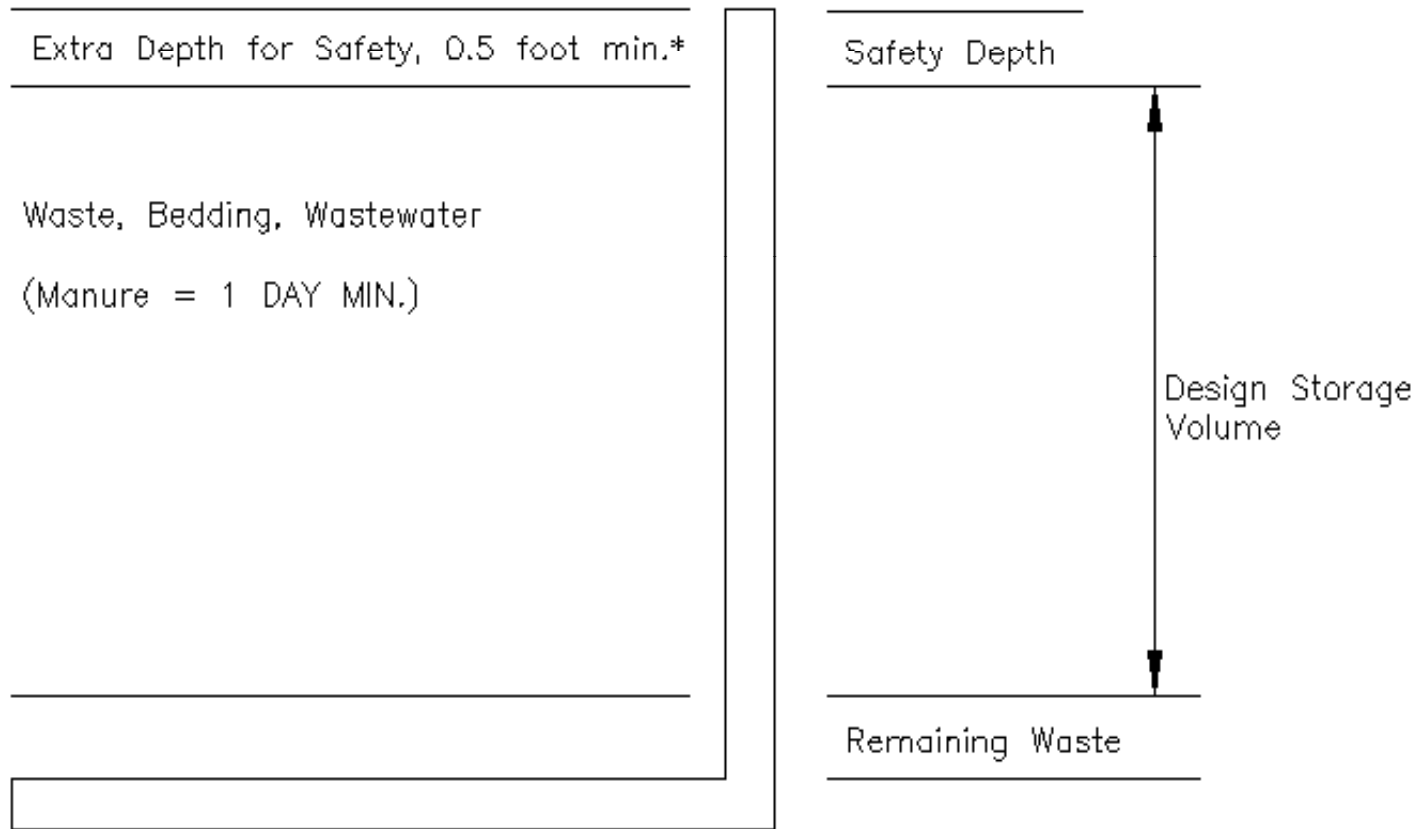 Extra Depth for Safety, 0.5 foot min.*
Safety Depth
Waste, Bedding, Wastewater
(Manure = 1 DAY MIN.)
Design Storage
Volume
Remaining Waste